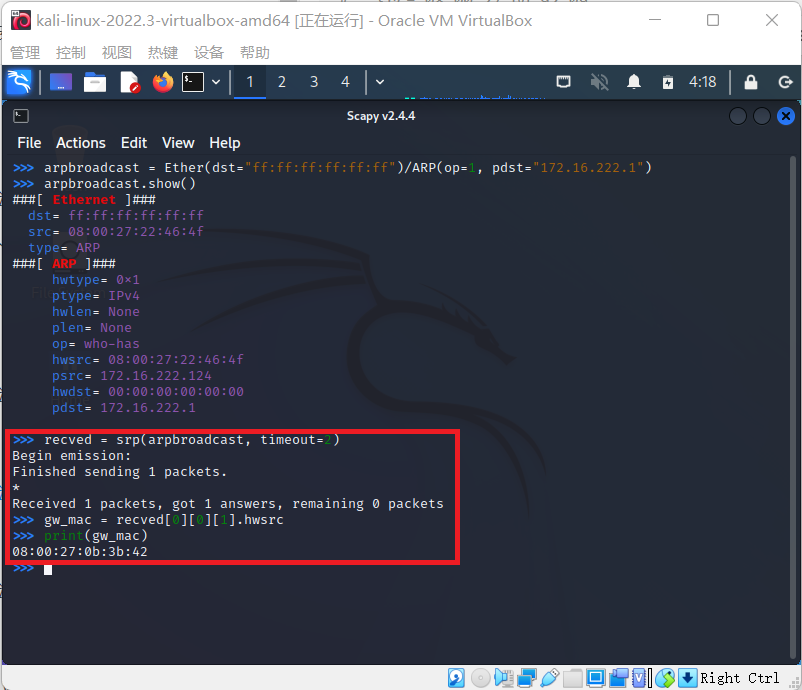 kali-linux-2022.3-virtualbox-amd64 [正在运行] - Oracle VM VirtualBox
管理 控制 视图 热键 设备 帮助
1 2 3 4 4:18
Scapy v2.4.4
File Actions Edit View Help
>>> arpbroadcast = Ether(dst="ff:ff:ff:ff:ff:ff")/ARP(op=1, pdst="172.16.222.1")
>>> arpbroadcast.show()
###[ Ethernet ]###
dst= ff:ff:ff:ff:ff:ff
src= 08:00:27:22:46:4f
type= ARP
###[ ARP ]###
hwtype= 0×1
ptype= IPv4
hwlen= None
plen= None
op= who-has
hwsrc= 08:00:27:22:46:4f
psrc= 172.16.222.124
hwdst= 00:00:00:00:00:00
pdst= 172.16.222.1
>>> recved = srp(arpbroadcast, timeout=2)
Begin emission:
Finished sending 1 packets.
*
Received 1 packets, got 1 answers, remaining 0 packets
>>> gw_mac = recved[0][0][1].hwsrc
>>> print(gw_mac)
08:00:27:0b:3b:42
>>>
Right Ctrl